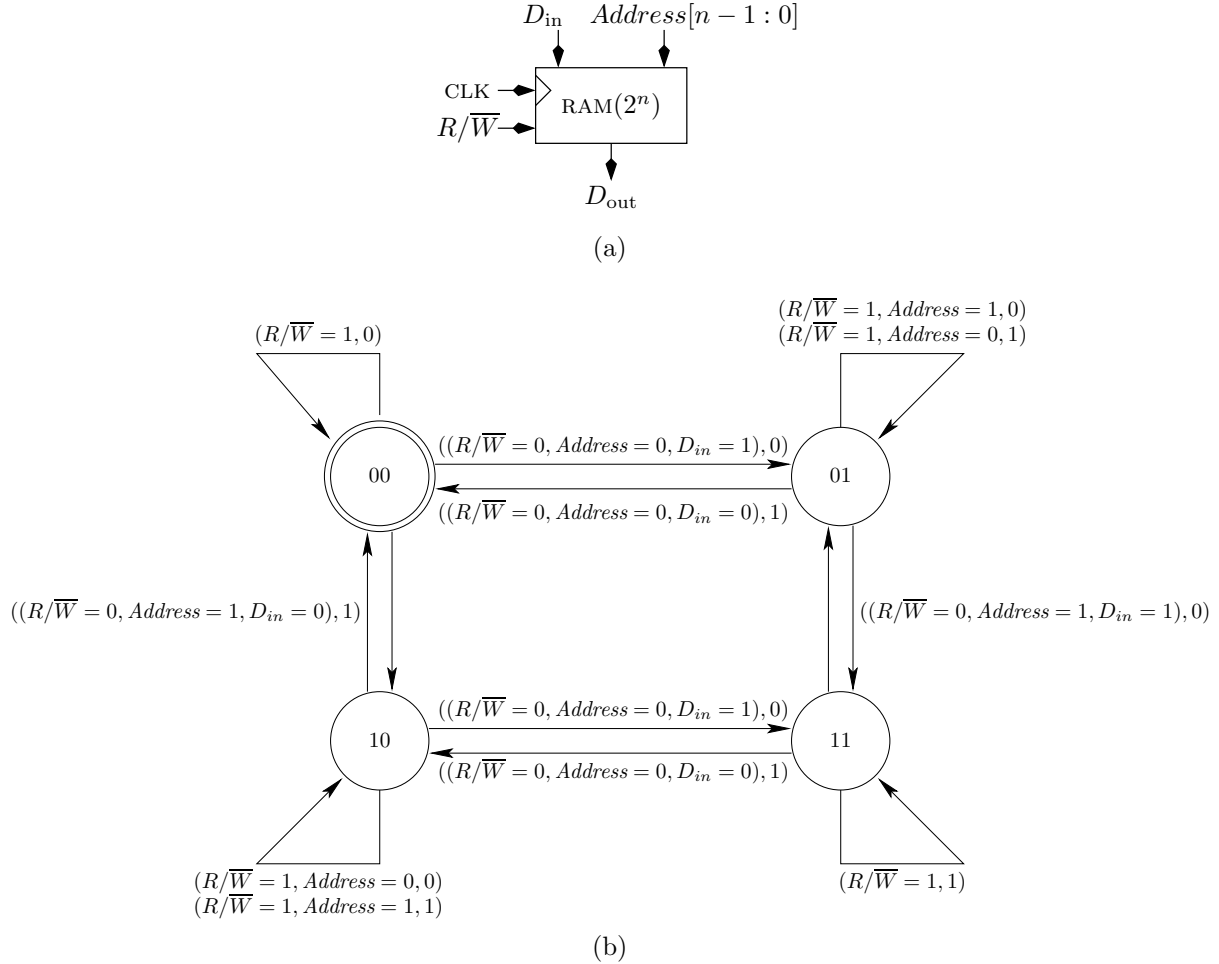 D_in Address[n − 1 : 0]
CLK
RAM(2^n)
R/W̅
D_out
(a)
(R/W̅ = 1, 0)
(R/W̅ = 1, Address = 1, 0)
(R/W̅ = 1, Address = 0, 1)
((R/W̅ = 0, Address = 0, D_in = 1), 0)
00
01
((R/W̅ = 0, Address = 0, D_in = 0), 1)
((R/W̅ = 0, Address = 1, D_in = 0), 1)
((R/W̅ = 0, Address = 1, D_in = 1), 0)
((R/W̅ = 0, Address = 0, D_in = 1), 0)
10
11
((R/W̅ = 0, Address = 0, D_in = 0), 1)
(R/W̅ = 1, Address = 0, 0)
(R/W̅ = 1, Address = 1, 1)
(R/W̅ = 1, 1)
(b)